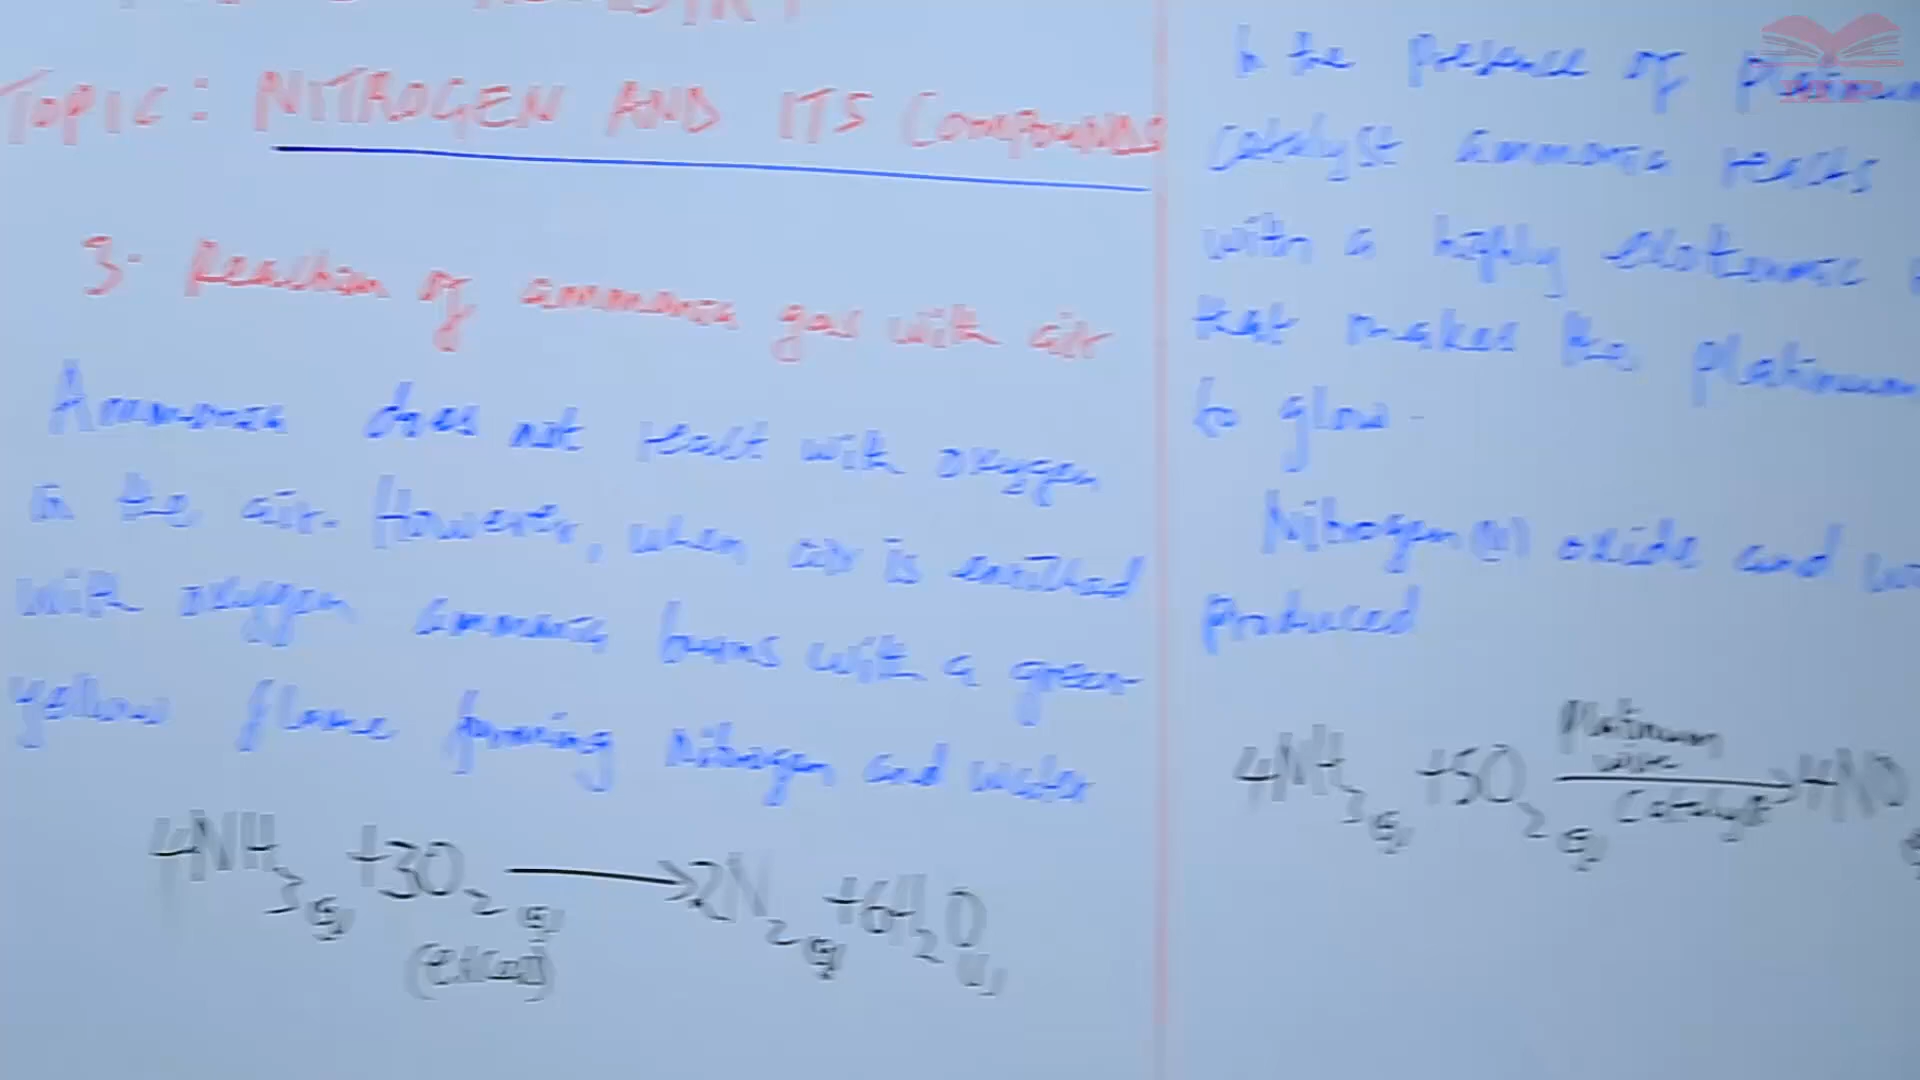 TOPIC: NITROGEN AND ITS COMPOUNDS
3. Reaction of ammonia gas with air
Ammonia does not react with oxygen
in the air. However, when air is enriched
with oxygen ammonia burns with a green
yellow flame forming Nitrogen and water
4NH3(g) + 3O2(g) → 2N2(g) + 6H2O(l)
(excess)
In the presence of platinum
catalyst ammonia reacts
with a highly exothermic
that makes the platinum
to glow.
Nitrogen(II) oxide and
produced
Platinum
wire
4NH3(g) + 5O2(g) → 4NO
Catalyst